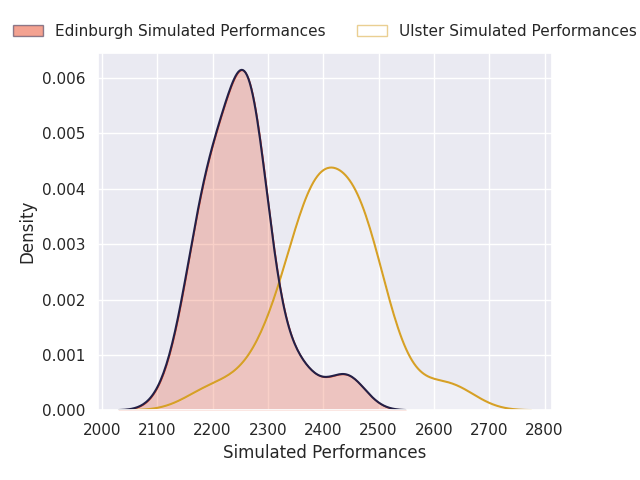 Edinburgh Simulated Performances
Ulster Simulated Performances
0.006
0.005
0.004
0.003
0.002
0.001
0.000
Density
2000 2100 2200 2300 2400 2500 2600 2700 2800
Simulated Performances